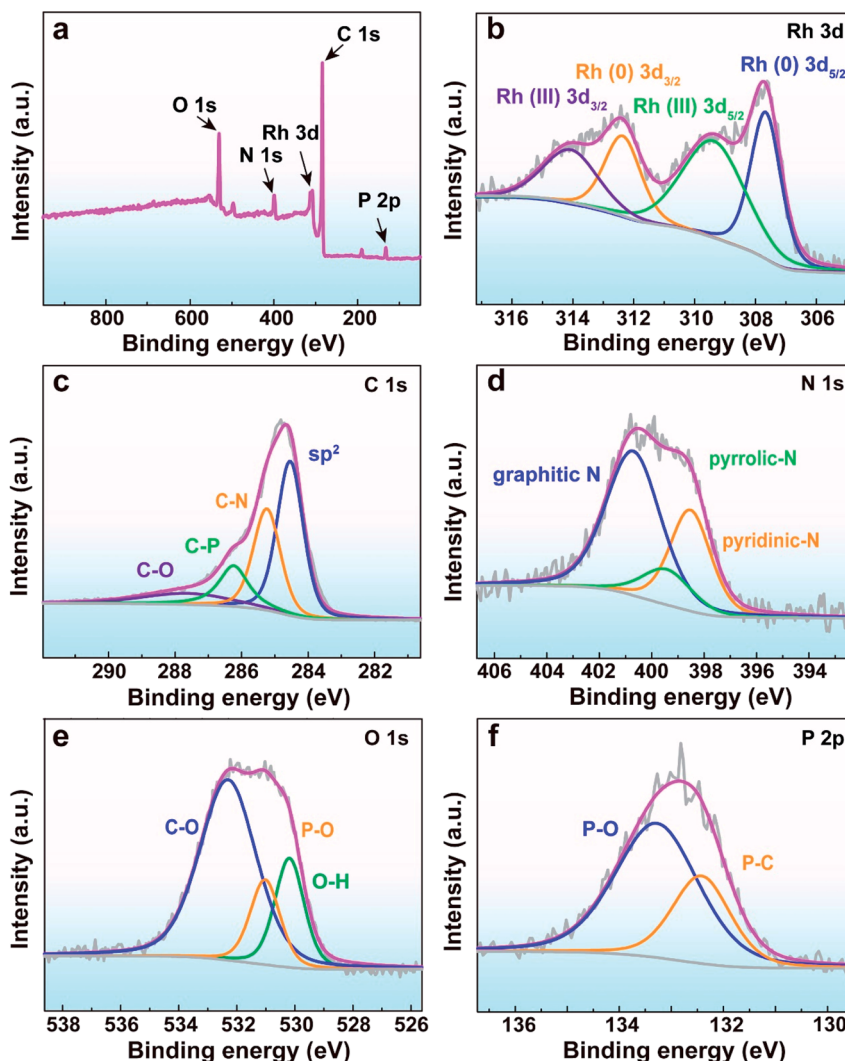 a
C 1s
O 1s
N 1s
Rh 3d
P 2p
Intensity (a.u.)
800 600 400 200
Binding energy (eV)
b
Rh 3d
Rh (0) 3d5/2
Rh (0) 3d3/2
Rh (III) 3d3/2
Rh (III) 3d5/2
Intensity (a.u.)
316 314 312 310 308 306
Binding energy (eV)
c
C 1s
sp²
C-N
C-P
C-O
Intensity (a.u.)
290 288 286 284 282
Binding energy (eV)
d
N 1s
graphitic N
pyrrolic-N
pyridinic-N
Intensity (a.u.)
406 404 402 400 398 396 394
Binding energy (eV)
e
O 1s
C-O
P-O
O-H
Intensity (a.u.)
538 536 534 532 530 528 526
Binding energy (eV)
f
P 2p
P-O
P-C
Intensity (a.u.)
136 134 132 130
Binding energy (eV)